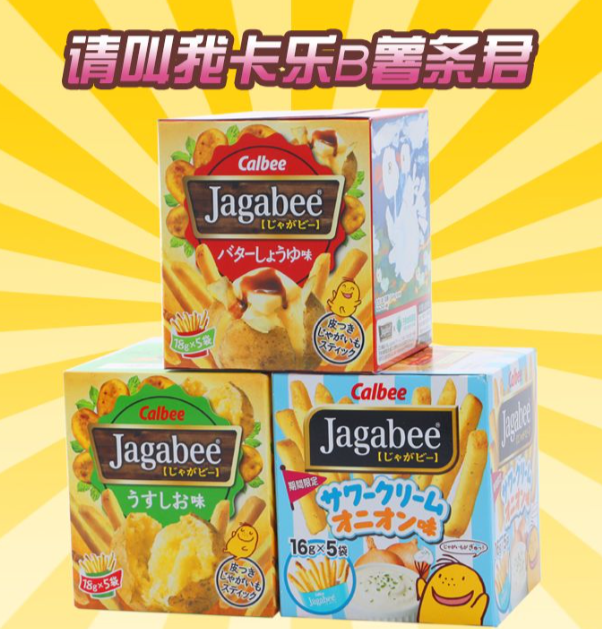 请叫我卡乐B薯条君
Calbee
Jagabee
【じゃがビー】
バターしょうゆ味
18g×5袋
皮つき
じゃがいも
スティック
Calbee
Jagabee
【じゃがビー】
うすしお味
18g×5袋
皮つき
じゃがいも
スティック
Calbee
Jagabee
【じゃがビー】
期間限定
サワークリーム
オニオン味
16g×5袋
Jagabee